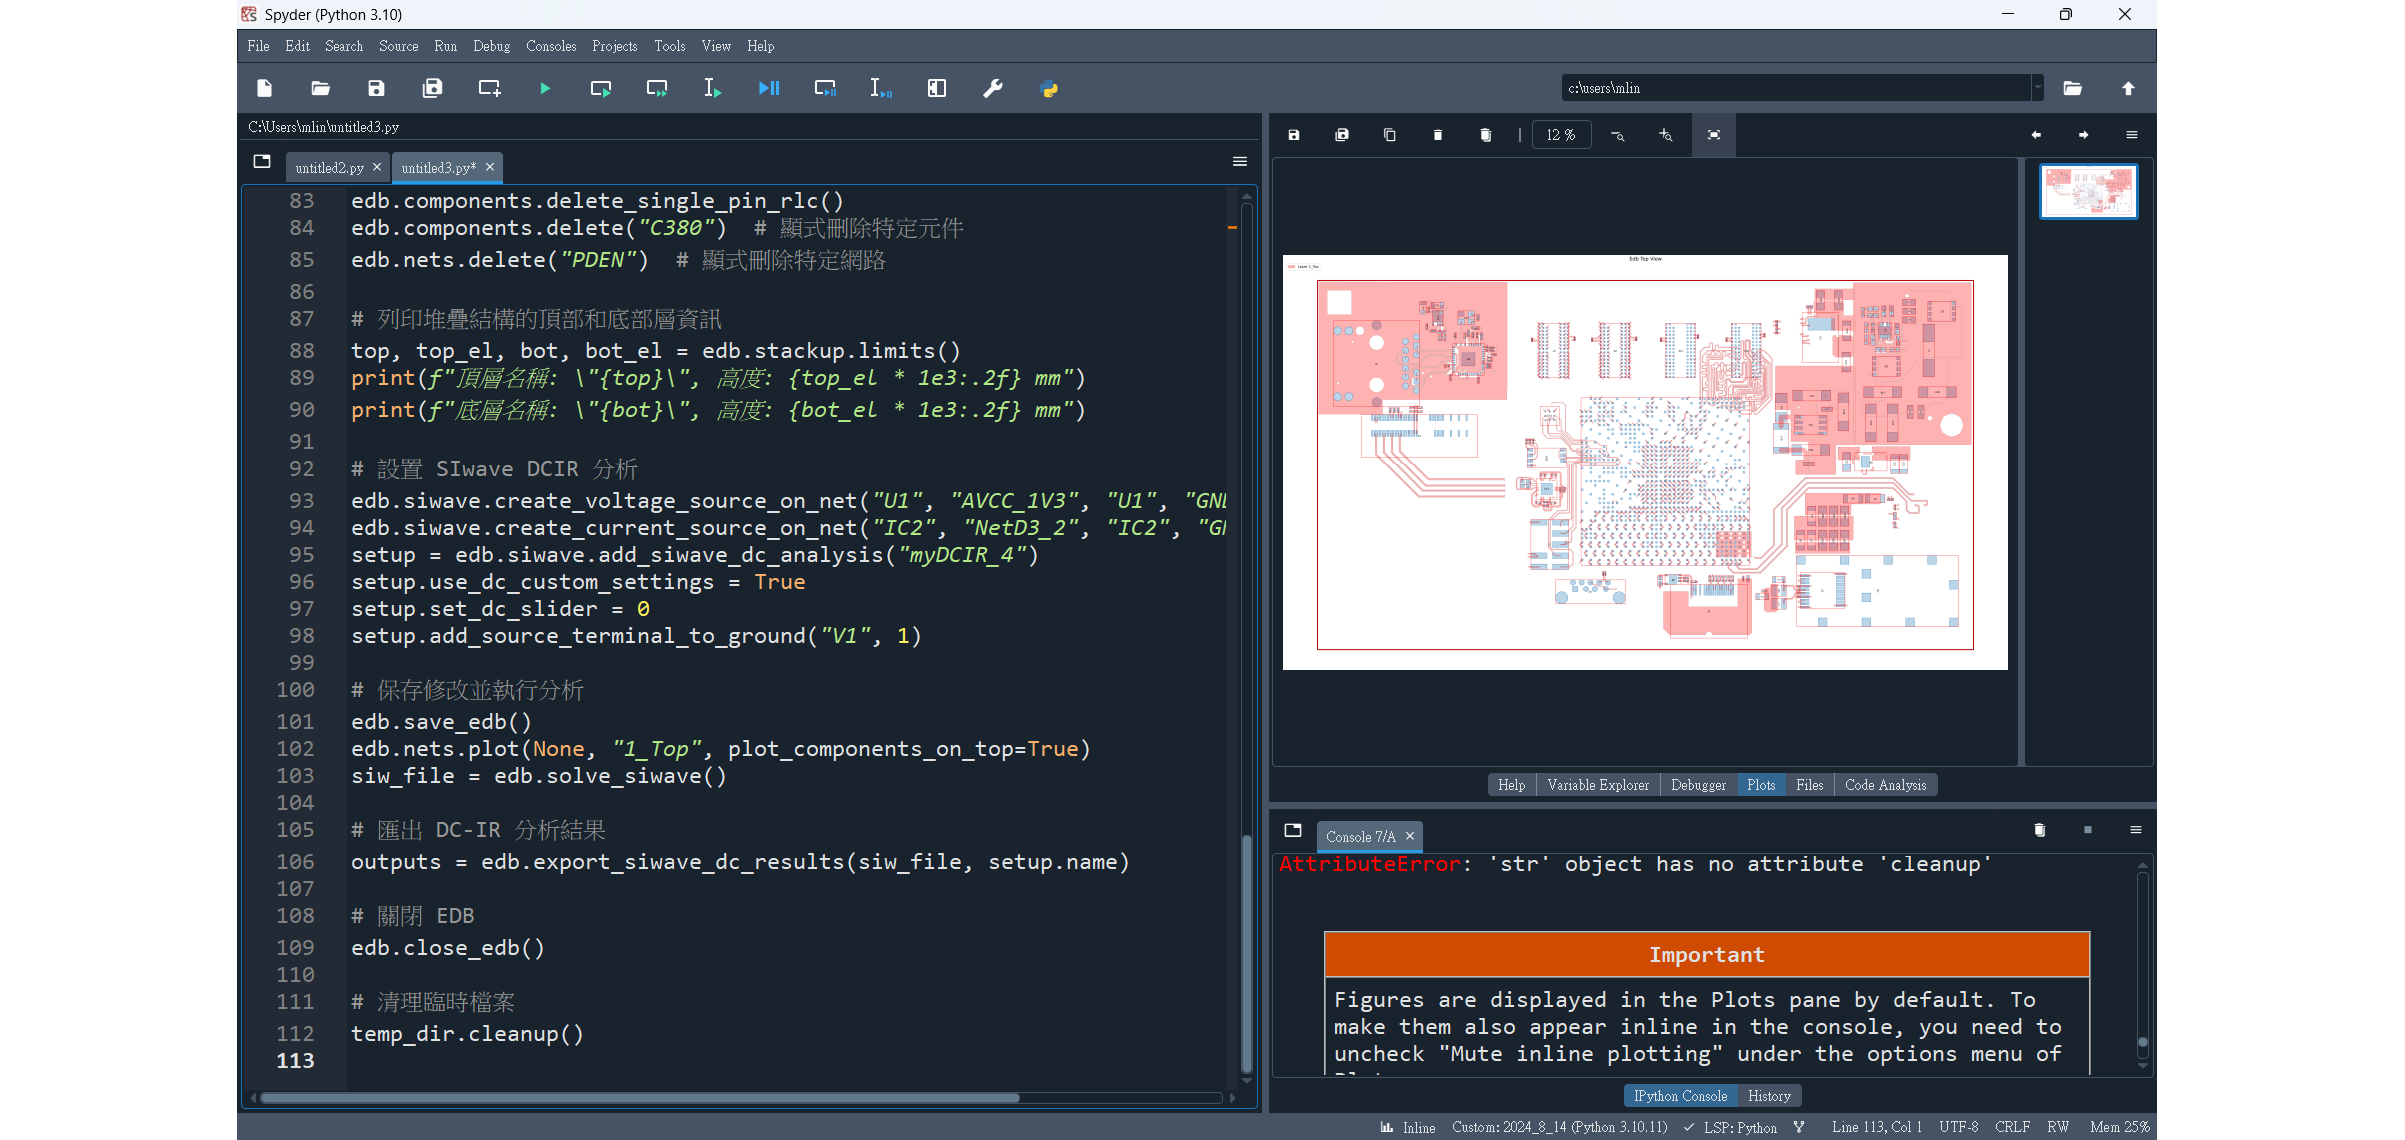 Spyder (Python 3.10)
File Edit Search Source Run Debug Consoles Projects Tools View Help
c:\users\mlin
C:\Users\mlin\untitled3.py
untitled2.py
untitled3.py*
83 edb.components.delete_single_pin_rlc()
84 edb.components.delete("C380")  # 顯式刪除特定元件
85 edb.nets.delete("PDEN")  # 顯式刪除特定網路
86
87 # 列印堆疊結構的頂部和底部層資訊
88 top, top_el, bot, bot_el = edb.stackup.limits()
89 print(f"頂層名稱: \"{top}\", 高度: {top_el * 1e3:.2f} mm")
90 print(f"底層名稱: \"{bot}\", 高度: {bot_el * 1e3:.2f} mm")
91
92 # 設置 SIwave DCIR 分析
93 edb.siwave.create_voltage_source_on_net("U1", "AVCC_1V3", "U1", "GND
94 edb.siwave.create_current_source_on_net("IC2", "NetD3_2", "IC2", "GN
95 setup = edb.siwave.add_siwave_dc_analysis("myDCIR_4")
96 setup.use_dc_custom_settings = True
97 setup.set_dc_slider = 0
98 setup.add_source_terminal_to_ground("V1", 1)
99
100 # 保存修改並執行分析
101 edb.save_edb()
102 edb.nets.plot(None, "1_Top", plot_components_on_top=True)
103 siw_file = edb.solve_siwave()
104
105 # 匯出 DC-IR 分析結果
106 outputs = edb.export_siwave_dc_results(siw_file, setup.name)
107
108 # 關閉 EDB
109 edb.close_edb()
110
111 # 清理臨時檔案
112 temp_dir.cleanup()
113
12 %
Edb Top View
Layer 1_Top
Help Variable Explorer Debugger Plots Files Code Analysis
Console 7/A
AttributeError: 'str' object has no attribute 'cleanup'
Important
Figures are displayed in the Plots pane by default. To
make them also appear inline in the console, you need to
uncheck "Mute inline plotting" under the options menu of
IPython Console History
Inline Custom: 2024_8_14 (Python 3.10.11) LSP: Python Line 113, Col 1 UTF-8 CRLF RW Mem 25%